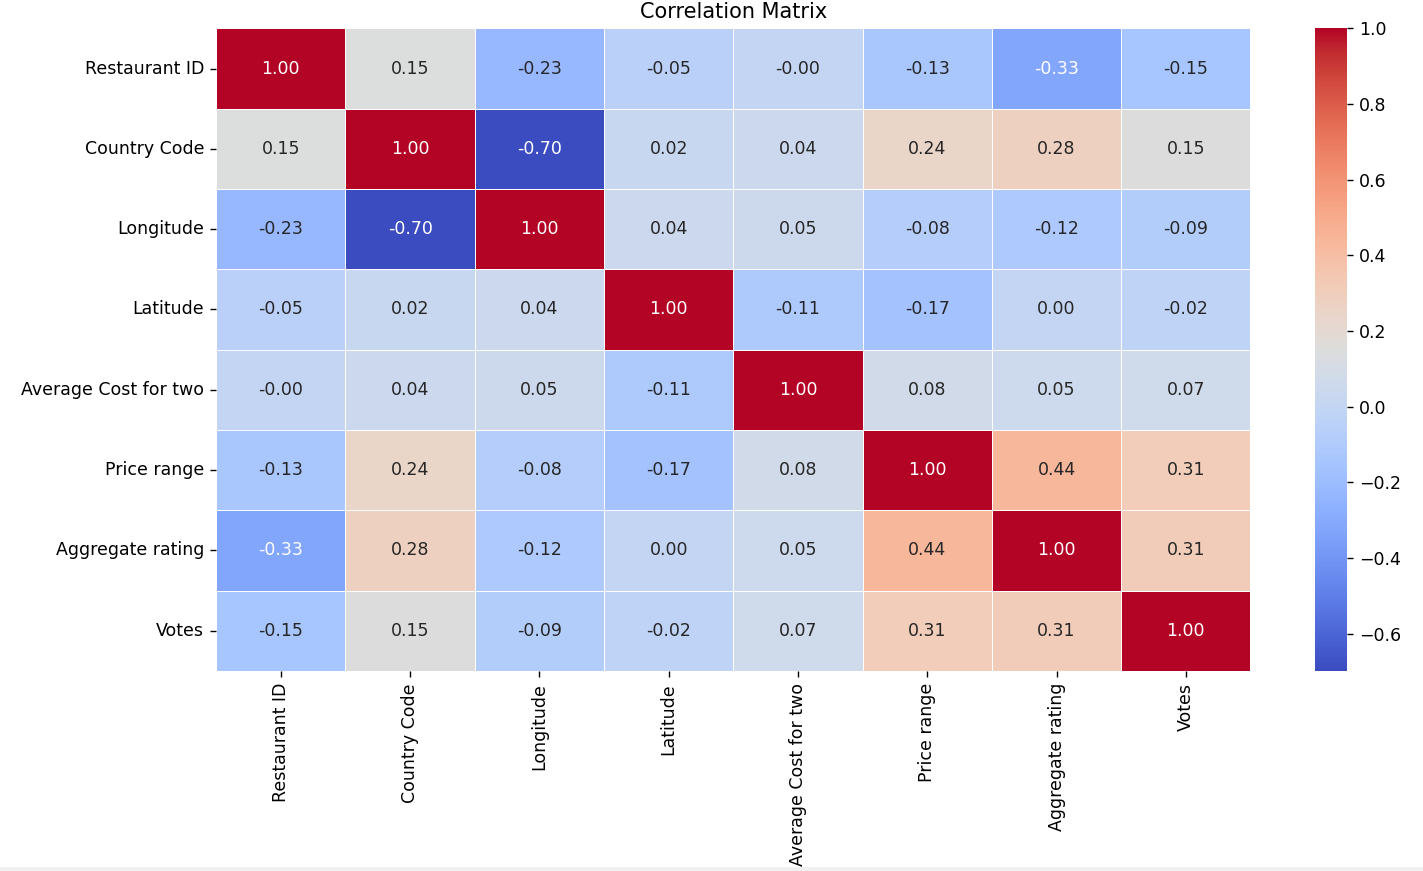 Correlation Matrix
Restaurant ID 1.00 0.15 -0.23 -0.05 -0.00 -0.13 -0.33 -0.15
Country Code 0.15 1.00 -0.70 0.02 0.04 0.24 0.28 0.15
Longitude -0.23 -0.70 1.00 0.04 0.05 -0.08 -0.12 -0.09
Latitude -0.05 0.02 0.04 1.00 -0.11 -0.17 0.00 -0.02
Average Cost for two -0.00 0.04 0.05 -0.11 1.00 0.08 0.05 0.07
Price range -0.13 0.24 -0.08 -0.17 0.08 1.00 0.44 0.31
Aggregate rating -0.33 0.28 -0.12 0.00 0.05 0.44 1.00 0.31
Votes -0.15 0.15 -0.09 -0.02 0.07 0.31 0.31 1.00
Restaurant ID
Country Code
Longitude
Latitude
Average Cost for two
Price range
Aggregate rating
Votes
1.0
0.8
0.6
0.4
0.2
0.0
−0.2
−0.4
−0.6